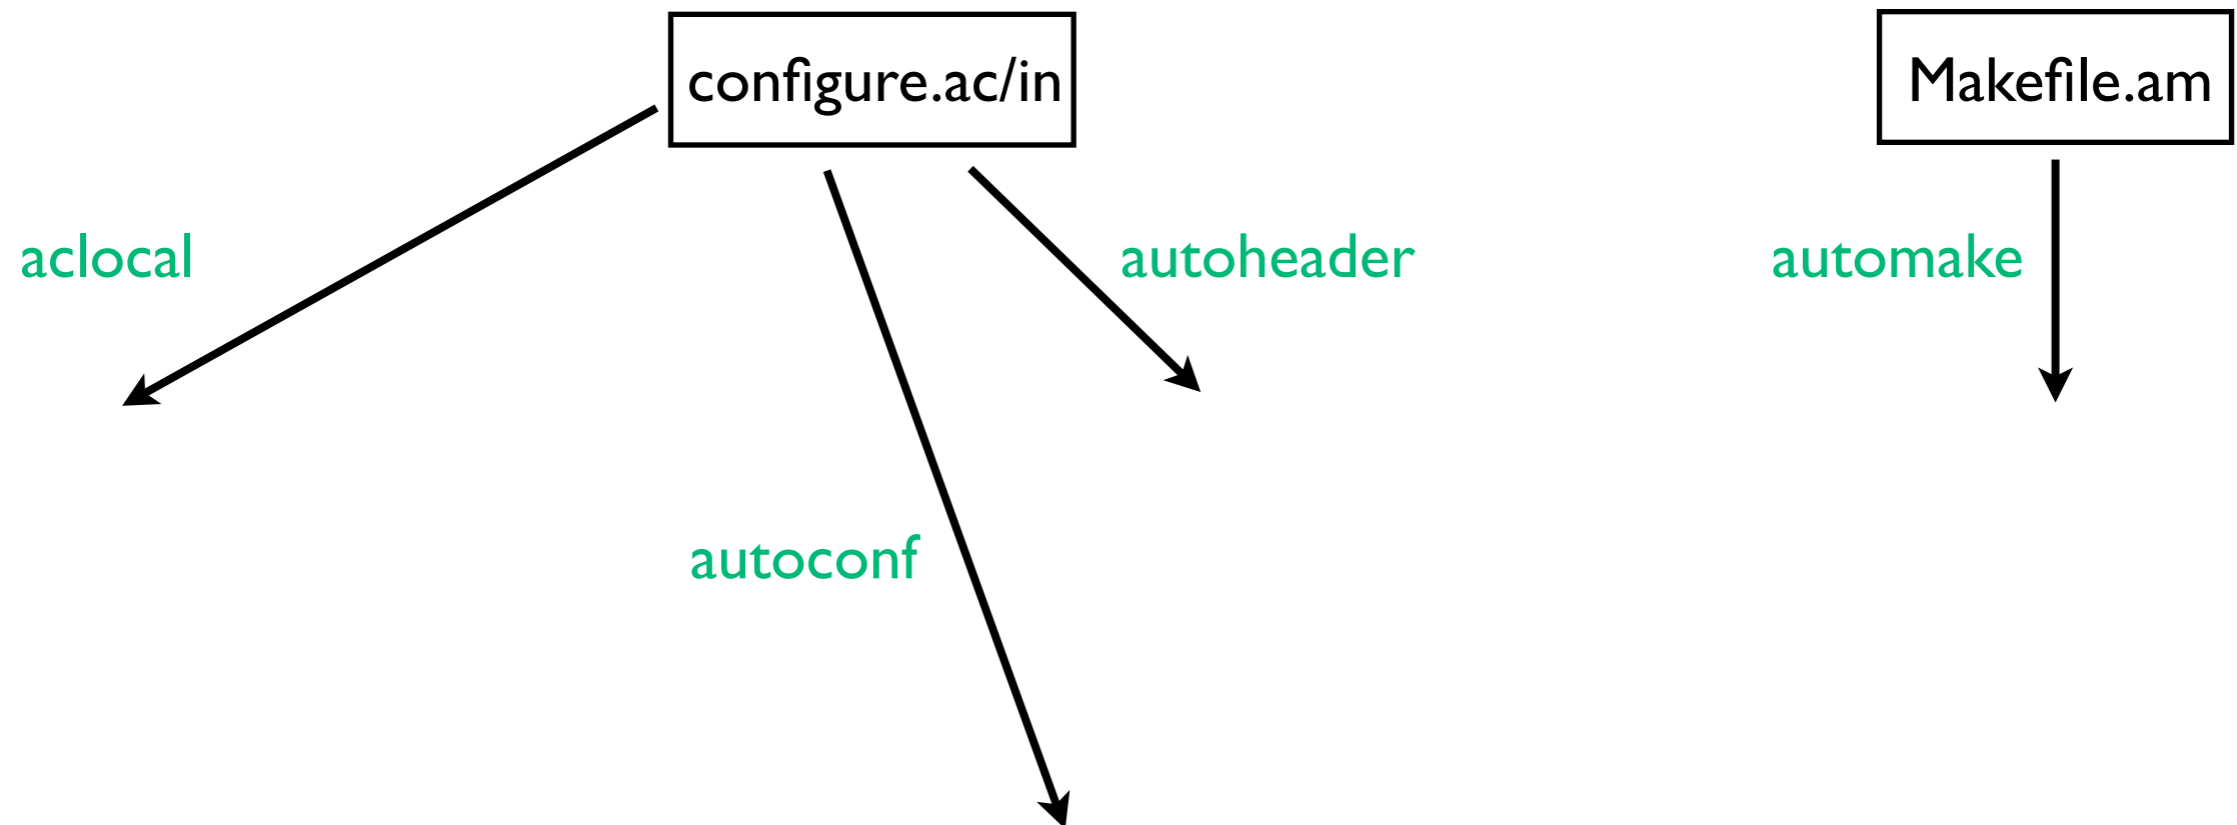 configure.ac/in
Makefile.am
aclocal
autoheader
automake
autoconf